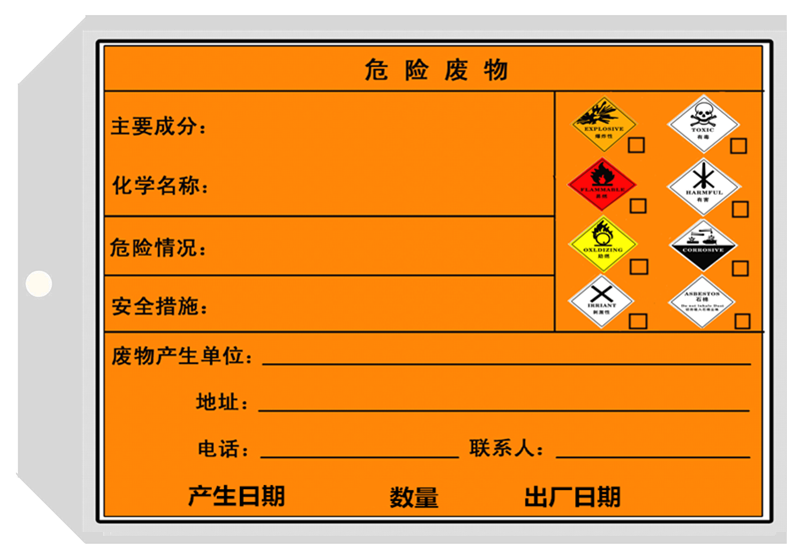 危险废物
主要成分：
化学名称：
危险情况：
安全措施：
EXPLOSIVE
爆炸性
TOXIC
有毒
FLAMMABLE
易燃
HARMFUL
有害
OXLDIZING
助燃
CORROSIVE
IRRIANT
刺激性
ASBESTOS
石棉
Do not Inhale Dust
废物产生单位：
地址：
电话：
联系人：
产生日期
数量
出厂日期